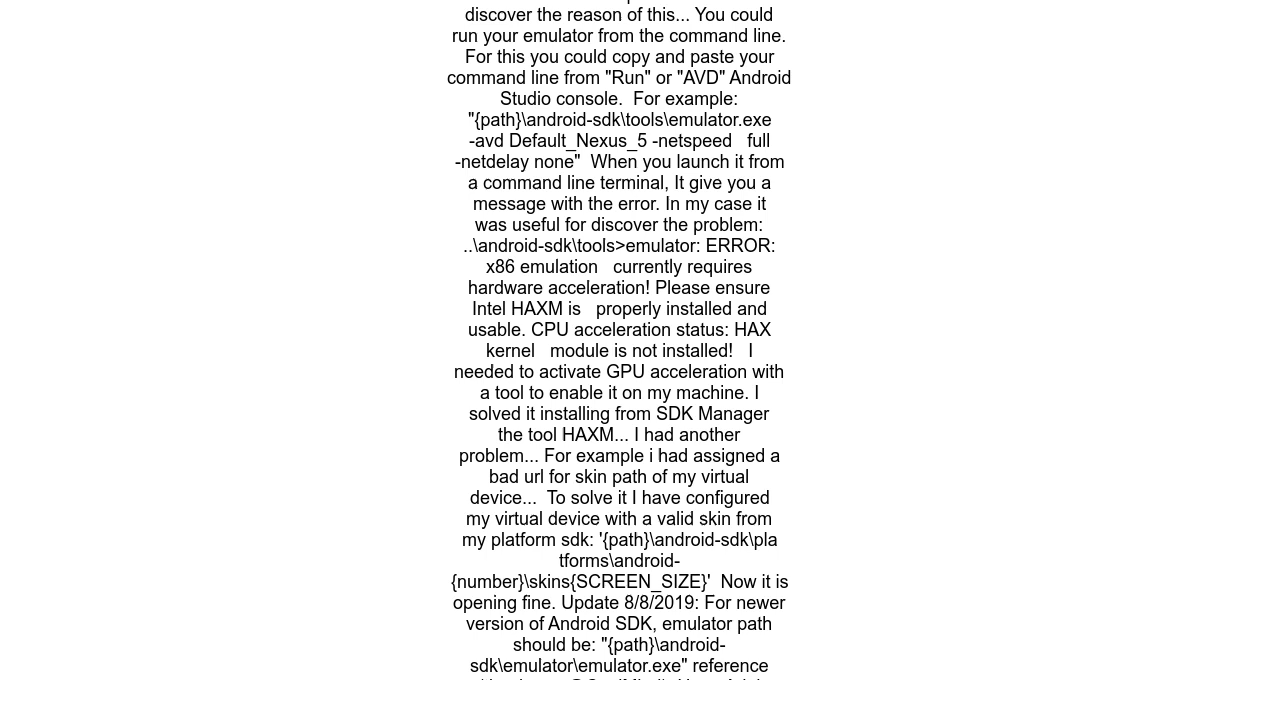 discover the reason of this... You could
run your emulator from the command line.
For this you could copy and paste your
command line from "Run" or "AVD" Android
Studio console.  For example:
"{path}\android-sdk\tools\emulator.exe
-avd Default_Nexus_5 -netspeed   full
-netdelay none"  When you launch it from
a command line terminal, It give you a
message with the error. In my case it
was useful for discover the problem:
..\android-sdk\tools>emulator: ERROR:
x86 emulation   currently requires
hardware acceleration! Please ensure
Intel HAXM is   properly installed and
usable. CPU acceleration status: HAX
kernel   module is not installed!   I
needed to activate GPU acceleration with
a tool to enable it on my machine. I
solved it installing from SDK Manager
the tool HAXM... I had another
problem... For example i had assigned a
bad url for skin path of my virtual
device...  To solve it I have configured
my virtual device with a valid skin from
my platform sdk: '{path}\android-sdk\pla
tforms\android-
{number}\skins{SCREEN_SIZE}'  Now it is
opening fine. Update 8/8/2019: For newer
version of Android SDK, emulator path
should be: "{path}\android-
sdk\emulator\emulator.exe" reference